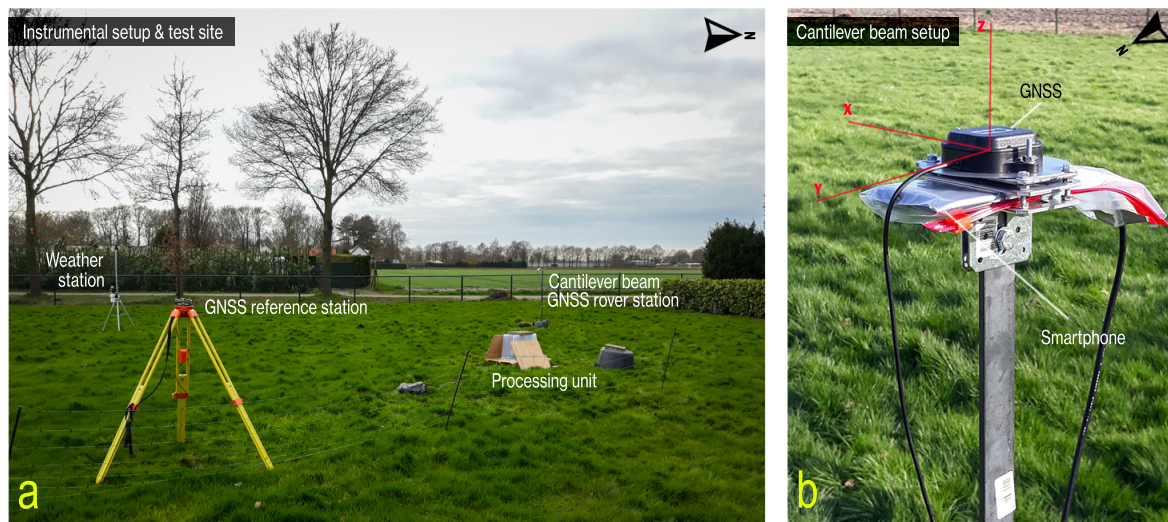 Instrumental setup & test site
N
Weather
station
GNSS reference station
Cantilever beam
GNSS rover station
Processing unit
a
Cantilever beam setup
N
Z
GNSS
X
Y
Smartphone
b